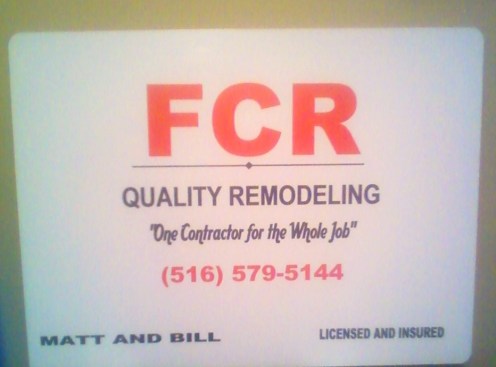 FCR
QUALITY REMODELING
"One Contractor for the Whole Job"
(516) 579-5144
MATT AND BILL
LICENSED AND INSURED